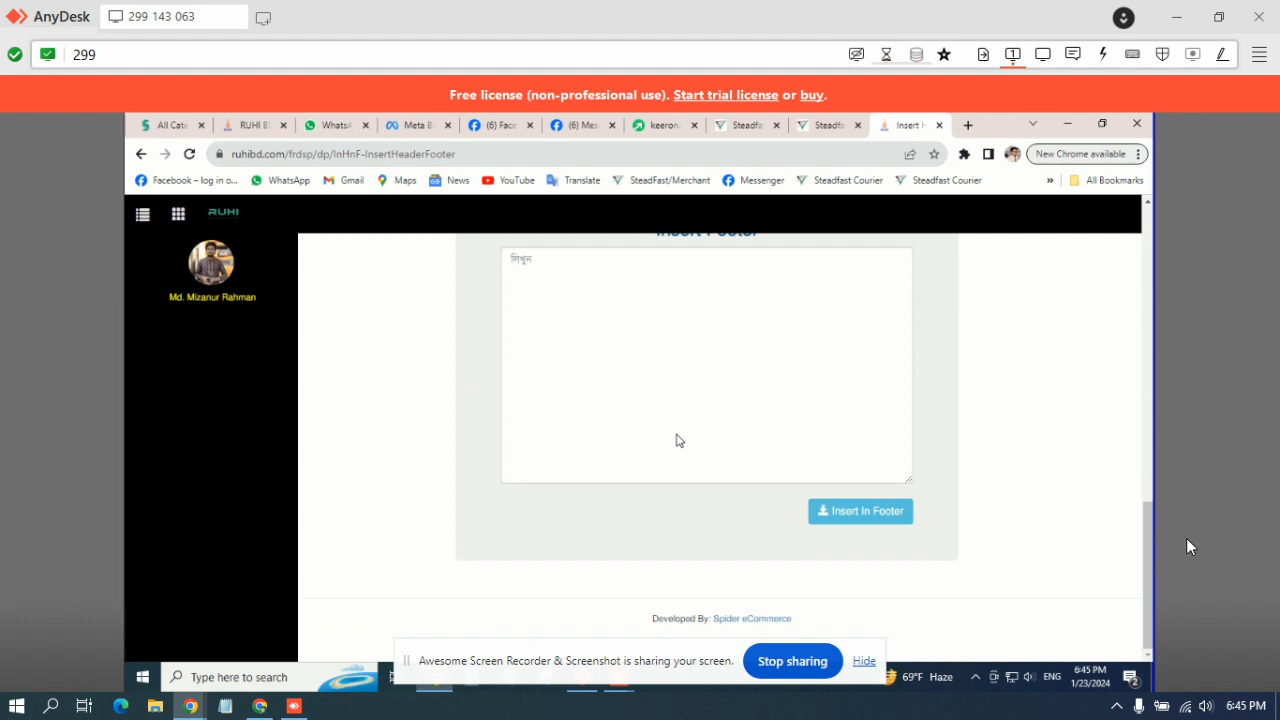 AnyDesk
299 143 063
299
Free license (non-professional use). Start trial license or buy.
All Cate
RUHI B
WhatsA
Meta B
(6) Face
(6) Mes
keeron.
Steadfa
Steadfa
Insert H
ruhibd.com/frdsp/dp/InHnF-InsertHeaderFooter
New Chrome available
Facebook – log in o...
WhatsApp
Gmail
Maps
News
YouTube
Translate
SteadFast/Merchant
Messenger
Steadfast Courier
Steadfast Courier
»
All Bookmarks
RUHI
Md. Mizanur Rahman
Insert Footer
লিখুন
Insert In Footer
Developed By: Spider eCommerce
Awesome Screen Recorder & Screenshot is sharing your screen.
Stop sharing
Hide
Type here to search
69°F Haze
ENG
6:45 PM
1/23/2024
2
6:45 PM